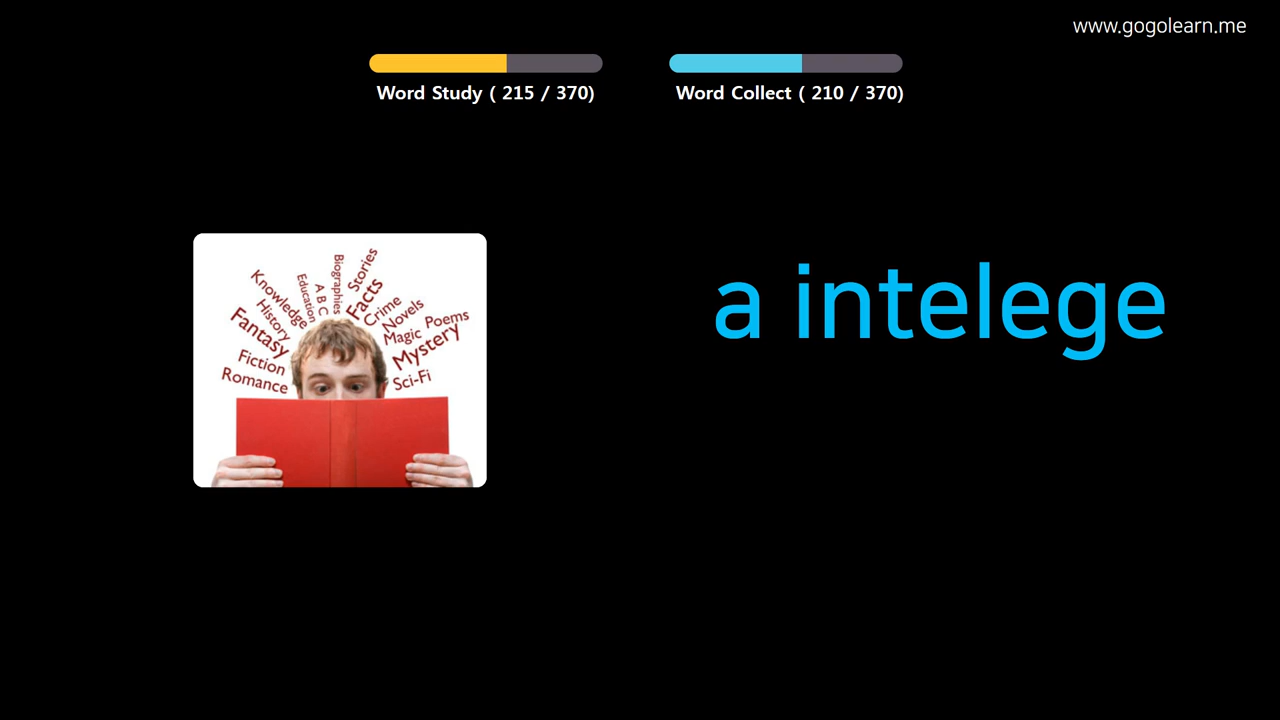 www.gogolearn.me
Word Study ( 215 / 370)
Word Collect ( 210 / 370)
a intelege
Knowledge
History
Fantasy
Fiction
Romance
Education
A B C
Biographies
Stories
Facts
Crime
Novels
Magic
Poems
Mystery
Sci-Fi